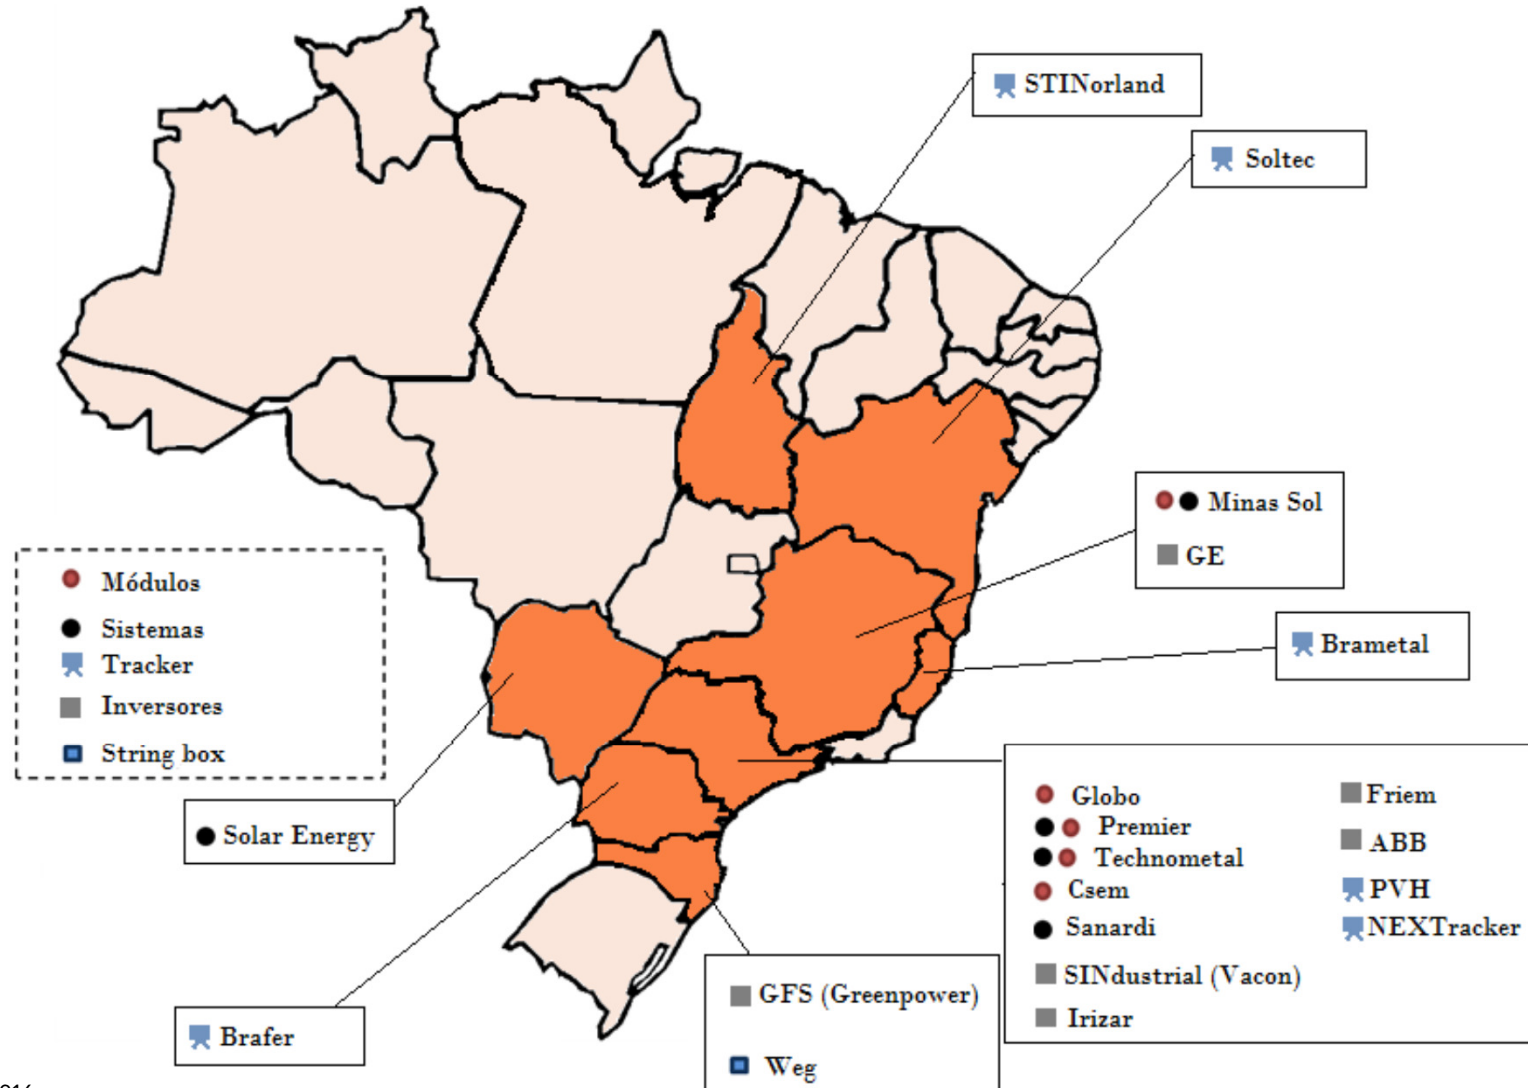 STINorland
Soltec
Minas Sol
GE
Brametal
Módulos
Sistemas
Tracker
Inversores
String box
Solar Energy
Brafer
GFS (Greenpower)
Weg
Globo
Premier
Technometal
Csem
Sanardi
SINdustrial (Vacon)
Irizar
Friem
ABB
PVH
NEXTracker